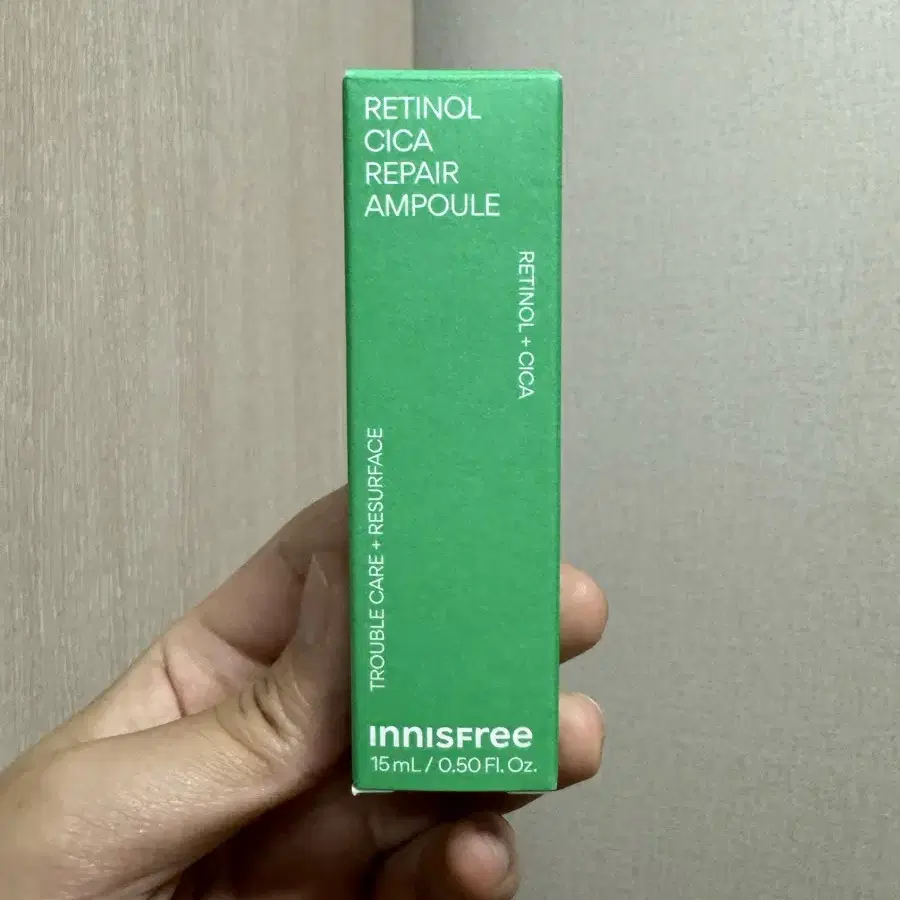 RETINOL
CICA
REPAIR
AMPOULE
RETINOL + CICA
TROUBLE CARE + RESURFACE
innisfree
15 mL / 0.50 Fl. Oz.